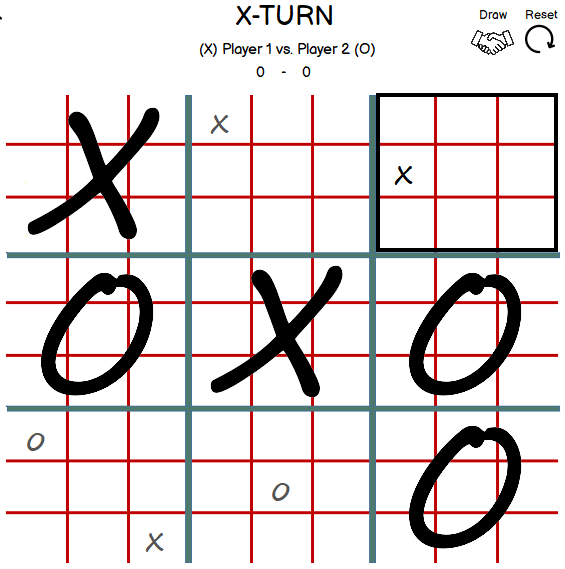 X-TURN
Draw
Reset
(X) Player 1 vs. Player 2 (O)
0 - 0
X
X
X
O
X
O
O
O
O
X